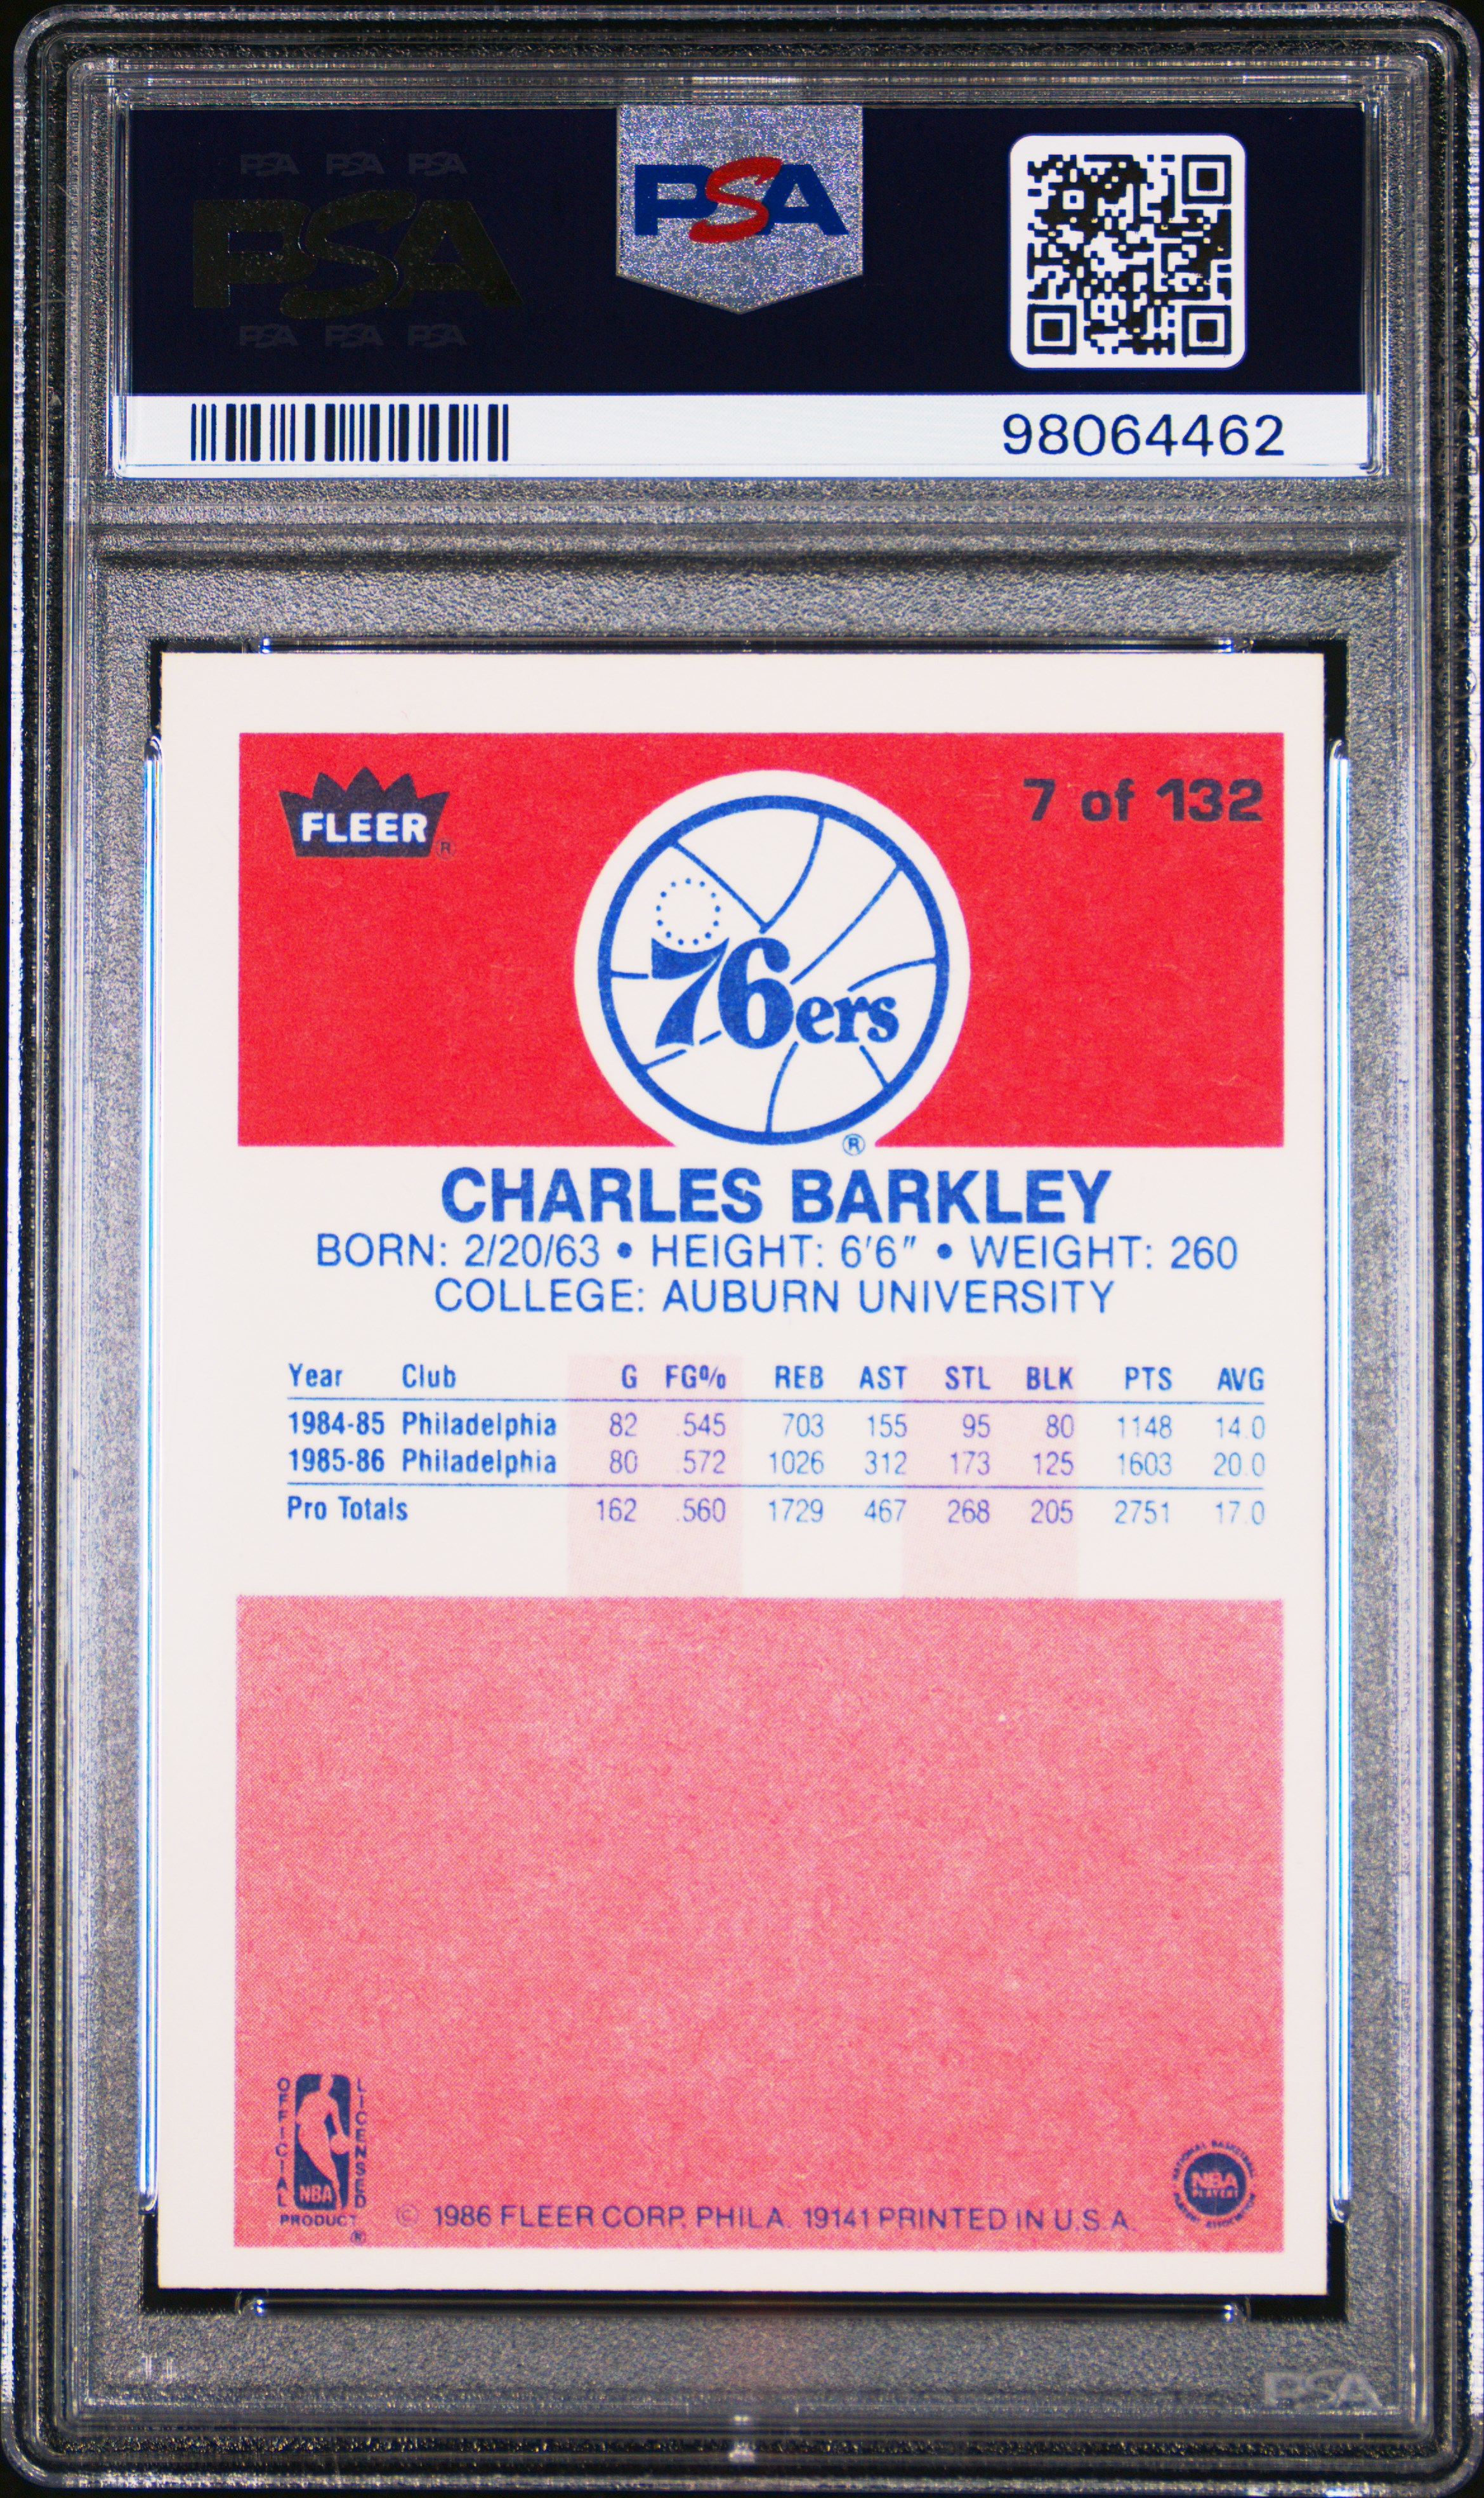 PSA PSA PSA
PSA
PSA PSA PSA
PSA
98064462
FLEER ®
7 of 132
76ers
®
CHARLES BARKLEY
BORN: 2/20/63 • HEIGHT: 6'6" • WEIGHT: 260
COLLEGE: AUBURN UNIVERSITY
Year Club G FG% REB AST STL BLK PTS AVG
1984-85 Philadelphia 82 .545 703 155 95 80 1148 14.0
1985-86 Philadelphia 80 .572 1026 312 173 125 1603 20.0
Pro Totals 162 .560 1729 467 268 205 2751 17.0
OFFICIAL LICENSED
NBA
PRODUCT
®
© 1986 FLEER CORP. PHILA. 19141 PRINTED IN U.S.A.
NATIONAL BASKETBALL
NBA
PLAYERS
PSA